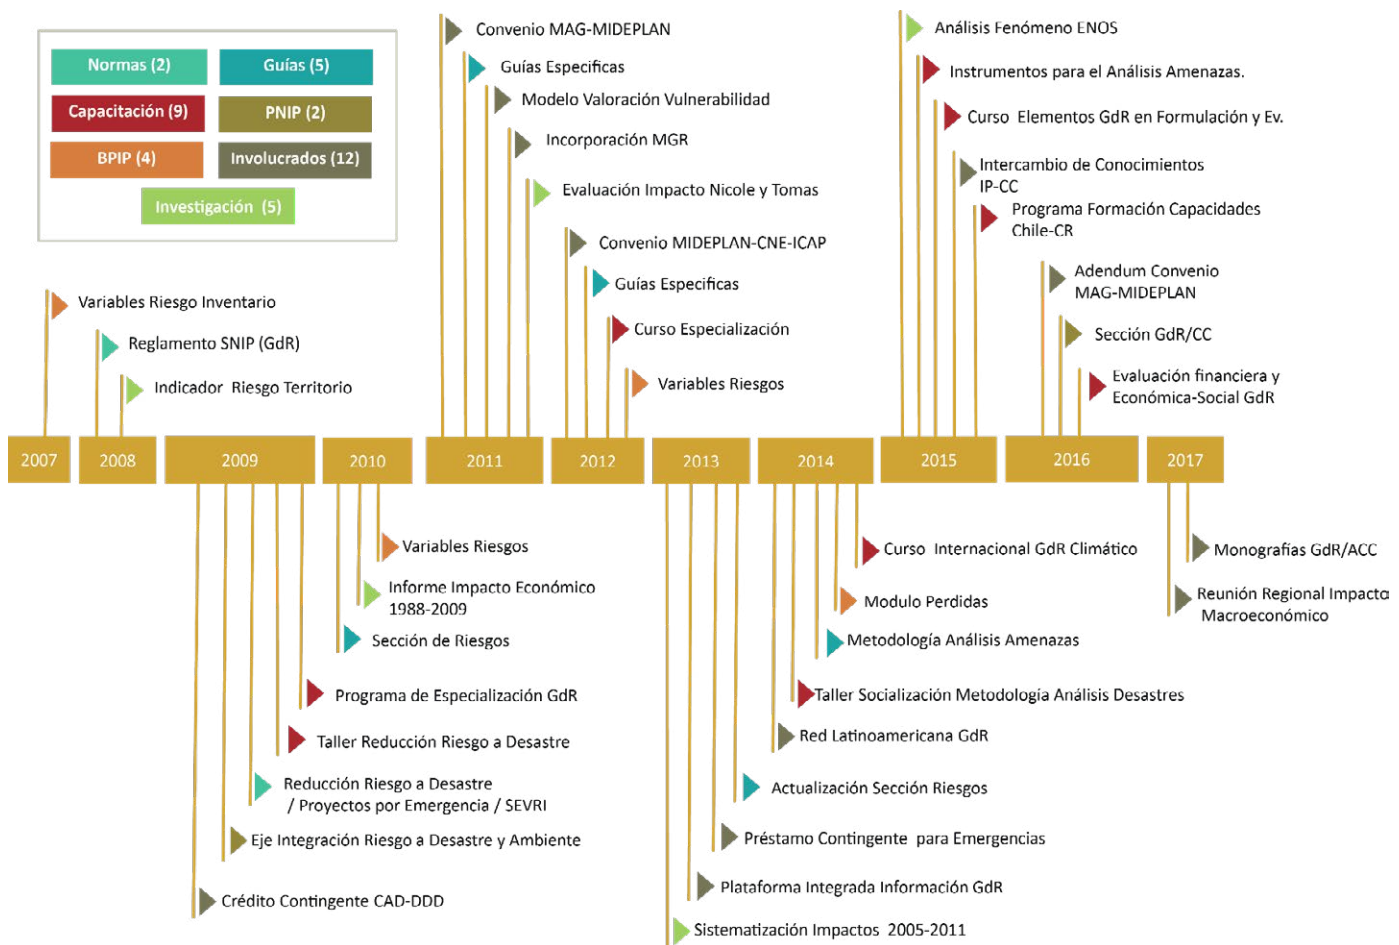 Normas (2)
Guías (5)
Capacitación (9)
PNIP (2)
BPIP (4)
Involucrados (12)
Investigación (5)
Variables Riesgo Inventario
Reglamento SNIP (GdR)
Indicador Riesgo Territorio
Convenio MAG-MIDEPLAN
Guías Especificas
Modelo Valoración Vulnerabilidad
Incorporación MGR
Evaluación Impacto Nicole y Tomas
Convenio MIDEPLAN-CNE-ICAP
Guías Especificas
Curso Especialización
Variables Riesgos
Análisis Fenómeno ENOS
Instrumentos para el Análisis Amenazas.
Curso Elementos GdR en Formulación y Ev.
Intercambio de Conocimientos
IP-CC
Programa Formación Capacidades
Chile-CR
Adendum Convenio
MAG-MIDEPLAN
Sección GdR/CC
Evaluación financiera y
Económica-Social GdR
2007
2008
2009
2010
2011
2012
2013
2014
2015
2016
2017
Variables Riesgos
Informe Impacto Económico
1988-2009
Sección de Riesgos
Programa de Especialización GdR
Taller Reducción Riesgo a Desastre
Reducción Riesgo a Desastre
/ Proyectos por Emergencia / SEVRI
Eje Integración Riesgo a Desastre y Ambiente
Crédito Contingente CAD-DDD
Curso Internacional GdR Climático
Modulo Perdidas
Metodología Análisis Amenazas
Taller Socialización Metodología Análisis Desastres
Red Latinoamericana GdR
Actualización Sección Riesgos
Préstamo Contingente para Emergencias
Plataforma Integrada Información GdR
Sistematización Impactos 2005-2011
Monografías GdR/ACC
Reunión Regional Impacto
Macroeconómico